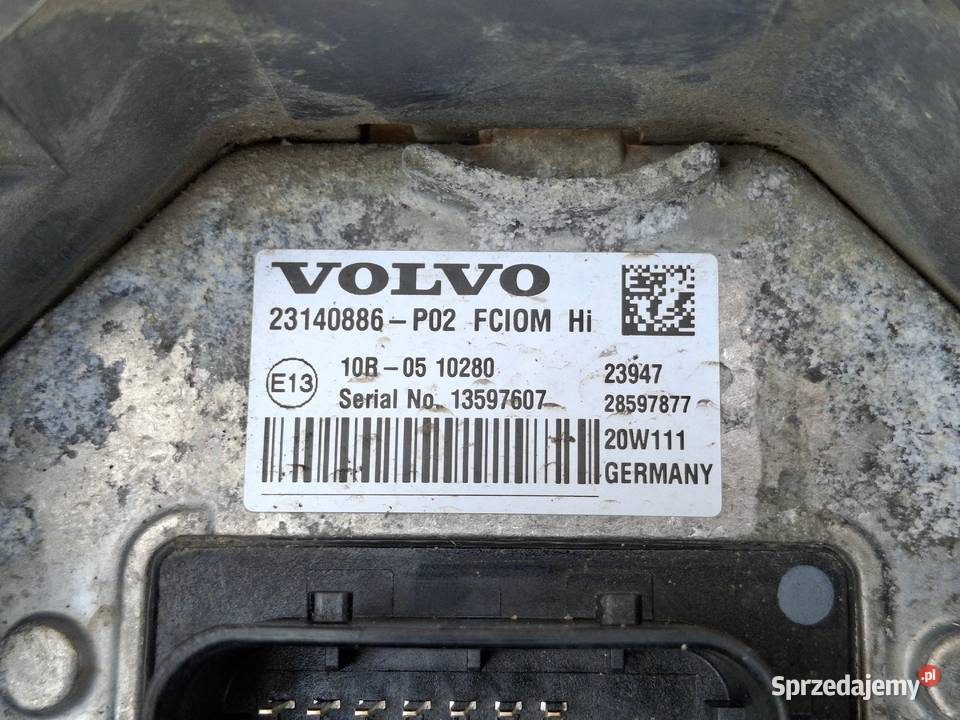 VOLVO
23140886-P02 FCIOM Hi
10R-05 10280
E13
Serial No. 13597607
23947
28597877
20W111
GERMANY
Sprzedajemy.pl